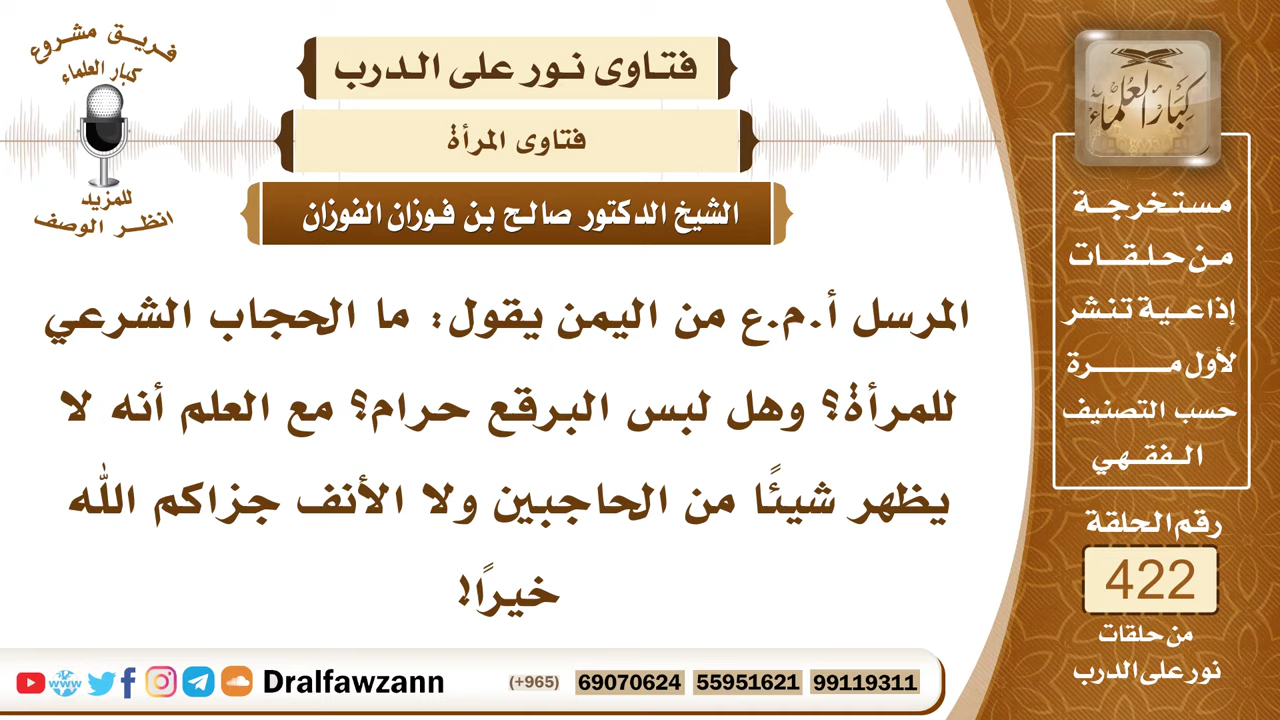 فريق مشروع
كبار العلماء
للمزيد
انظر الوصف
فتاوى نور على الدرب
فتاوى المرأة
الشيخ الدكتور صالح بن فوزان الفوزان
المرسل أ.م.ع من اليمن يقول: ما الحجاب الشرعي
للمرأة؟ وهل لبس البرقع حرام؟ مع العلم أنه لا
يظهر شيئًا من الحاجبين ولا الأنف جزاكم الله
خيرًا!
كبار العلماء
مستخرجة
من حلقات
إذاعية تنشر
لأول مرة
حسب التصنيف
الفقهي
رقم الحلقة
422
من حلقات
نور على الدرب
www Dralfawzann (+965) 69070624 55951621 99119311